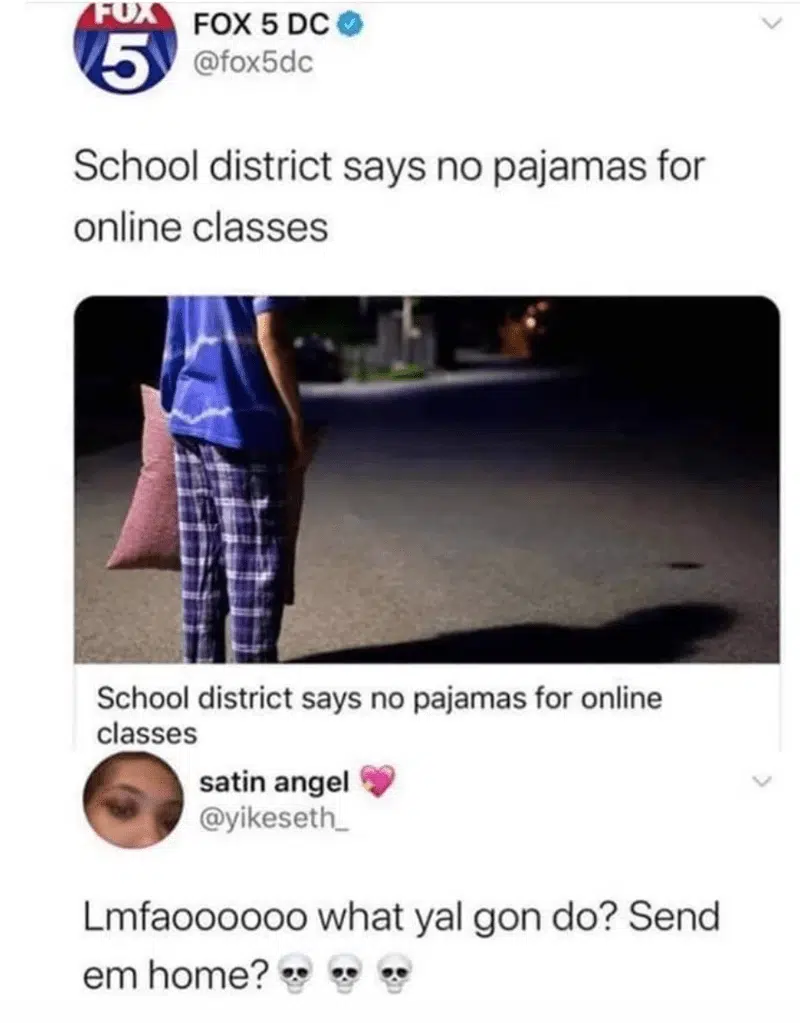 FOX
5
FOX 5 DC
@fox5dc
School district says no pajamas for
online classes
School district says no pajamas for online
classes
satin angel 💖
@yikeseth_
Lmfaoooooo what yal gon do? Send
em home?💀 💀 💀